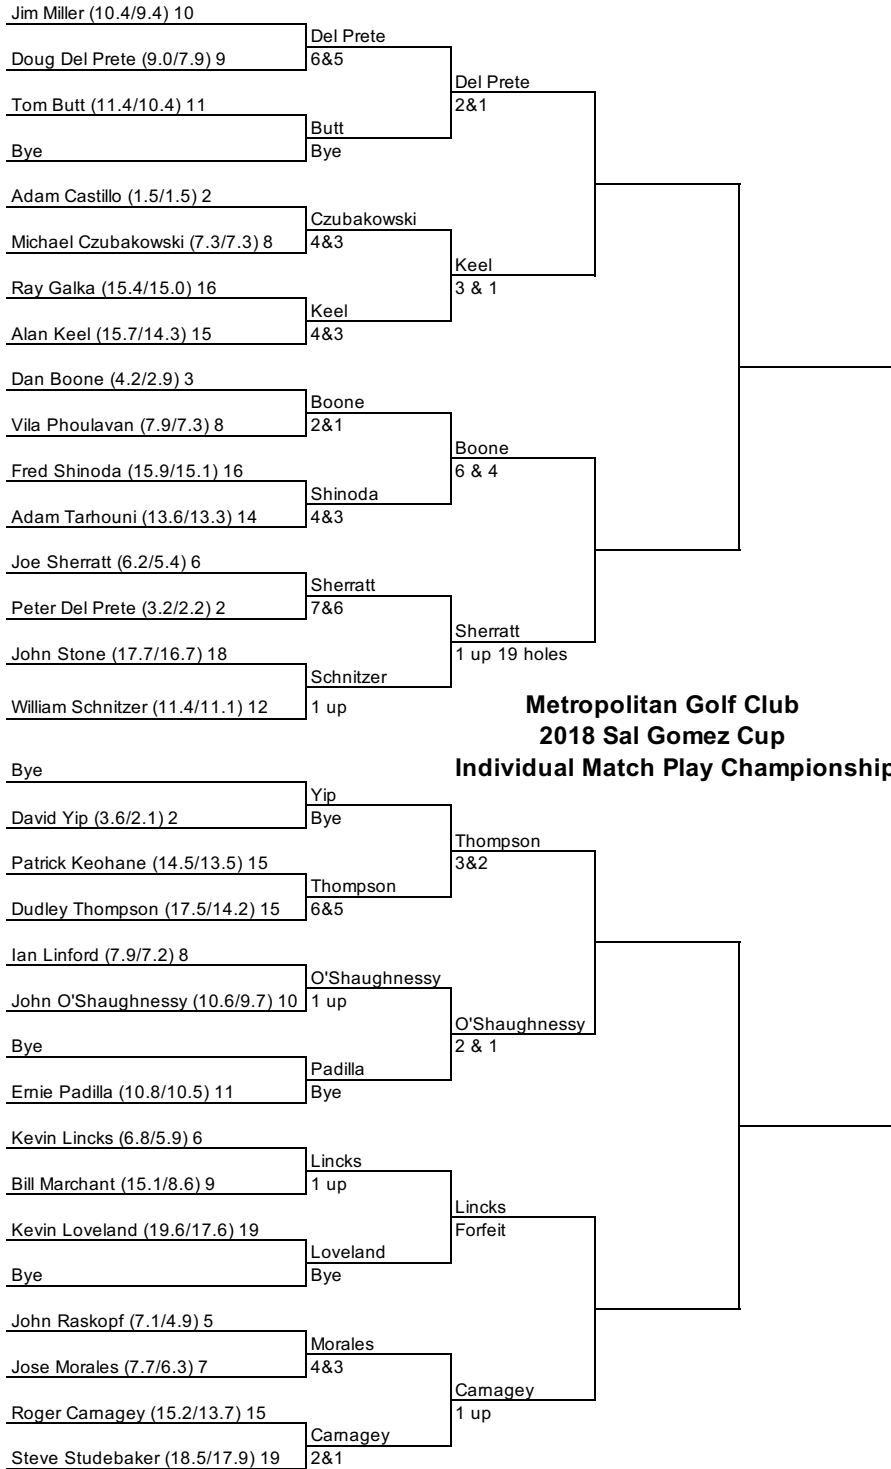 Jim Miller (10.4/9.4) 10
Del Prete
Doug Del Prete (9.0/7.9) 9
6&5
Del Prete
Tom Butt (11.4/10.4) 11
2&1
Butt
Bye
Bye
Adam Castillo (1.5/1.5) 2
Czubakowski
Michael Czubakowski (7.3/7.3) 8
4&3
Keel
Ray Galka (15.4/15.0) 16
3 & 1
Keel
Alan Keel (15.7/14.3) 15
4&3
Dan Boone (4.2/2.9) 3
Boone
Vila Phoulavan (7.9/7.3) 8
2&1
Boone
Fred Shinoda (15.9/15.1) 16
6 & 4
Shinoda
Adam Tarhouni (13.6/13.3) 14
4&3
Joe Sherratt (6.2/5.4) 6
Sherratt
Peter Del Prete (3.2/2.2) 2
7&6
Sherratt
John Stone (17.7/16.7) 18
1 up 19 holes
Schnitzer
William Schnitzer (11.4/11.1) 12
1 up
Metropolitan Golf Club
2018 Sal Gomez Cup
Individual Match Play Championship
Bye
Yip
David Yip (3.6/2.1) 2
Bye
Thompson
Patrick Keohane (14.5/13.5) 15
3&2
Thompson
Dudley Thompson (17.5/14.2) 15
6&5
Ian Linford (7.9/7.2) 8
O'Shaughnessy
John O'Shaughnessy (10.6/9.7) 10
1 up
O'Shaughnessy
Bye
2 & 1
Padilla
Ernie Padilla (10.8/10.5) 11
Bye
Kevin Lincks (6.8/5.9) 6
Lincks
Bill Marchant (15.1/8.6) 9
1 up
Lincks
Kevin Loveland (19.6/17.6) 19
Forfeit
Loveland
Bye
Bye
John Raskopf (7.1/4.9) 5
Morales
Jose Morales (7.7/6.3) 7
4&3
Carnagey
Roger Carnagey (15.2/13.7) 15
1 up
Carnagey
Steve Studebaker (18.5/17.9) 19
2&1